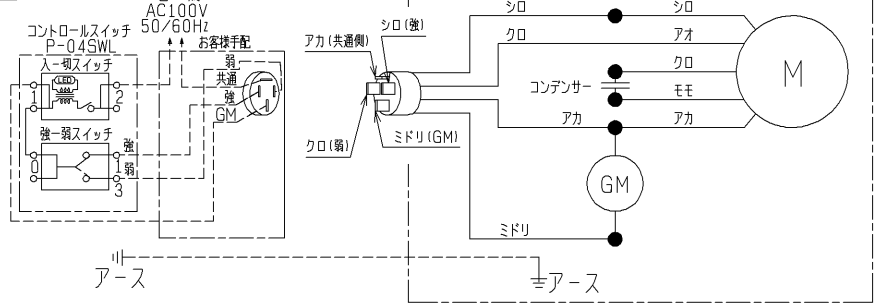 AC100V
50/60Hz
コントロールスイッチ
P-04SWL
お客様手配
入一切スイッチ
LED
1
2
強一弱スイッチ
0
1
3
強
弱
弱
共通
強
GM
アカ(共通側)
シロ(強)
クロ(弱)
ミドリ(GM)
シロ
シロ
クロ
アオ
クロ
コンデンサー
モモ
アカ
アカ
M
GM
ミドリ
アース
アース